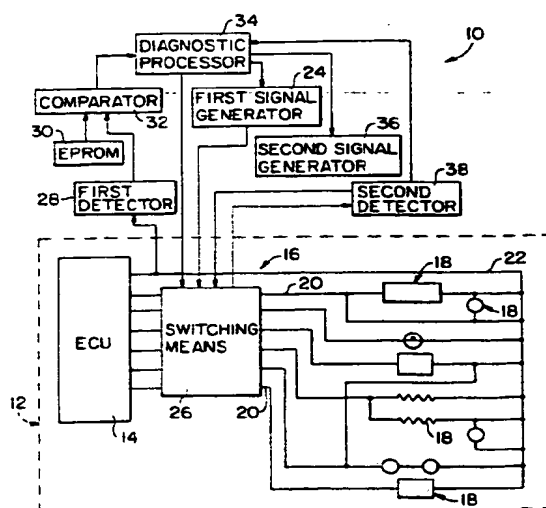 34
DIAGNOSTIC
PROCESSOR
10
24
COMPARATOR
32
FIRST SIGNAL
GENERATOR
36
30
EPROM
SECOND SIGNAL
GENERATOR
38
28
FIRST
DETECTOR
SECOND
DETECTOR
16
18
22
20
18
ECU
SWITCHING
MEANS
12
14
26
20
18
18